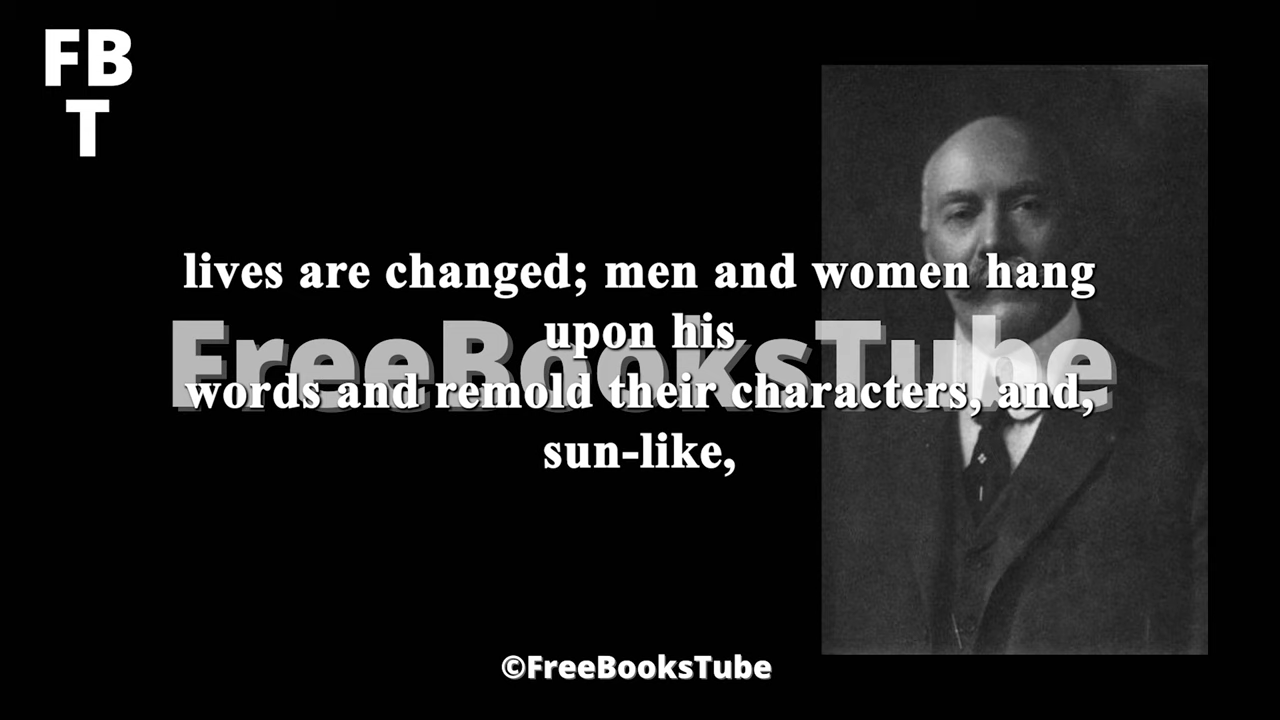 FB
T
lives are changed; men and women hang
upon his
FreeBooksTube
words and remold their characters, and,
sun-like,
©FreeBooksTube